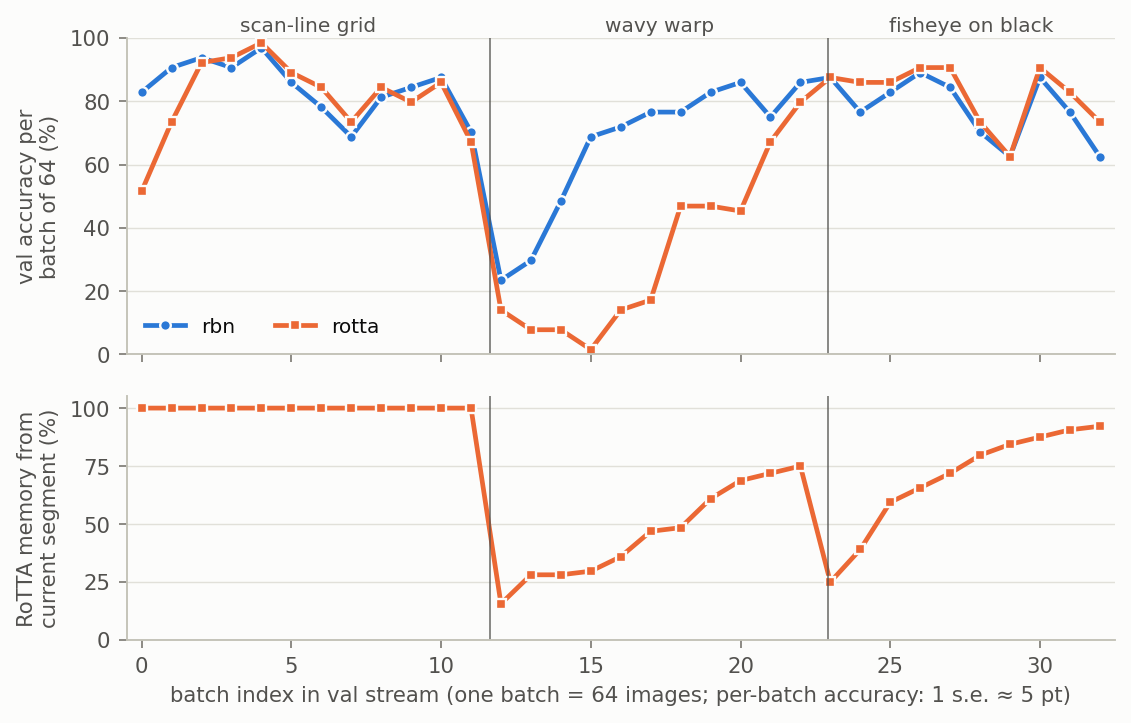 scan-line grid wavy warp fisheye on black
val accuracy per
batch of 64 (%)
100
80
60
40
20
0
rbn rotta
RoTTA memory from
current segment (%)
100
75
50
25
0
0 5 10 15 20 25 30
batch index in val stream (one batch = 64 images; per-batch accuracy: 1 s.e. ≈ 5 pt)